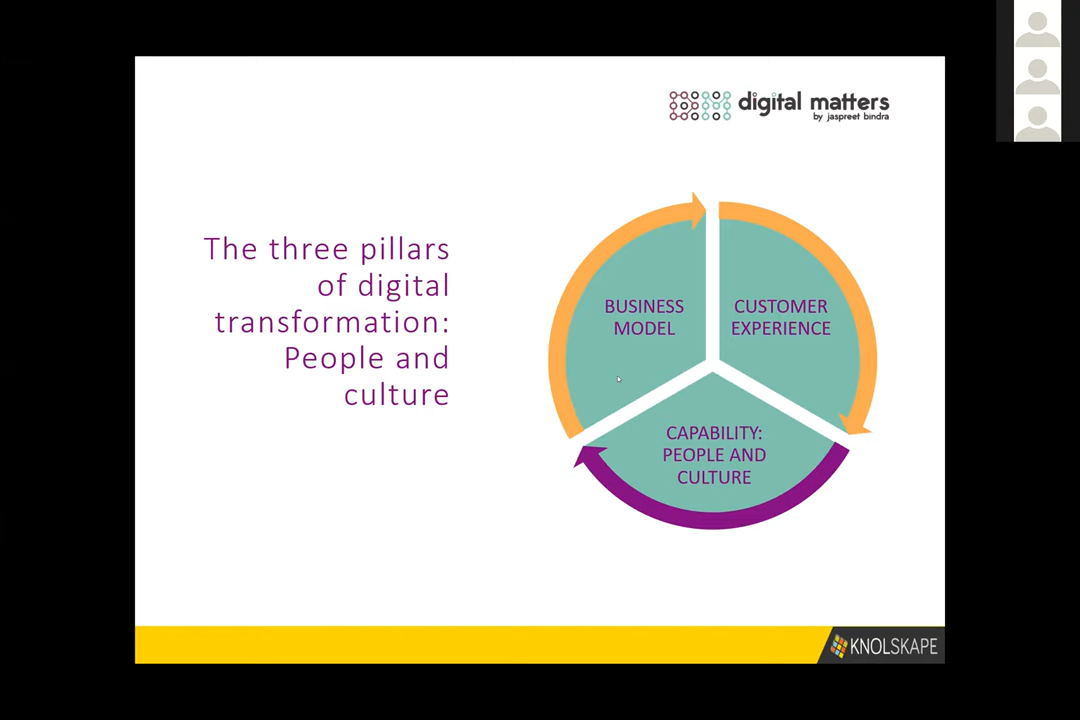 digital matters
by jaspreet bindra
The three pillars
of digital
transformation:
People and
culture
BUSINESS
MODEL
CUSTOMER
EXPERIENCE
CAPABILITY:
PEOPLE AND
CULTURE
KNOLSKAPE